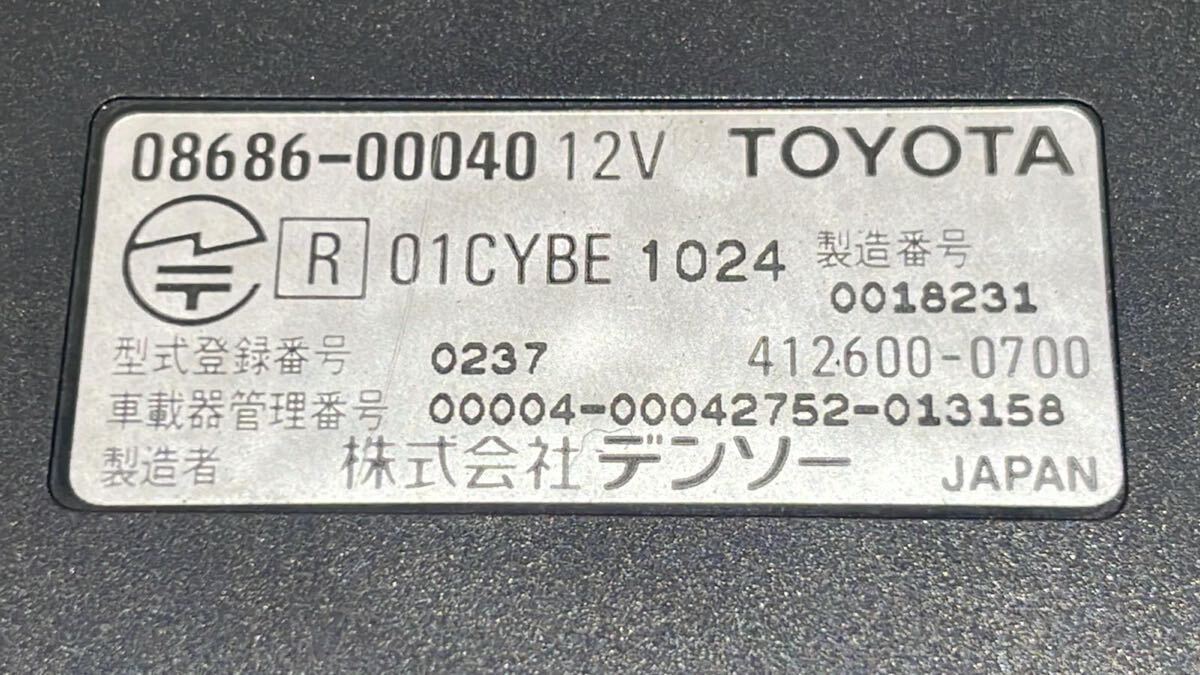 08686-00040 12V TOYOTA
R 01CYBE 1024 製造番号
0018231
型式登録番号 0237 412600-0700
車載器管理番号 00004-00042752-013158
製造者 株式会社デンソー JAPAN